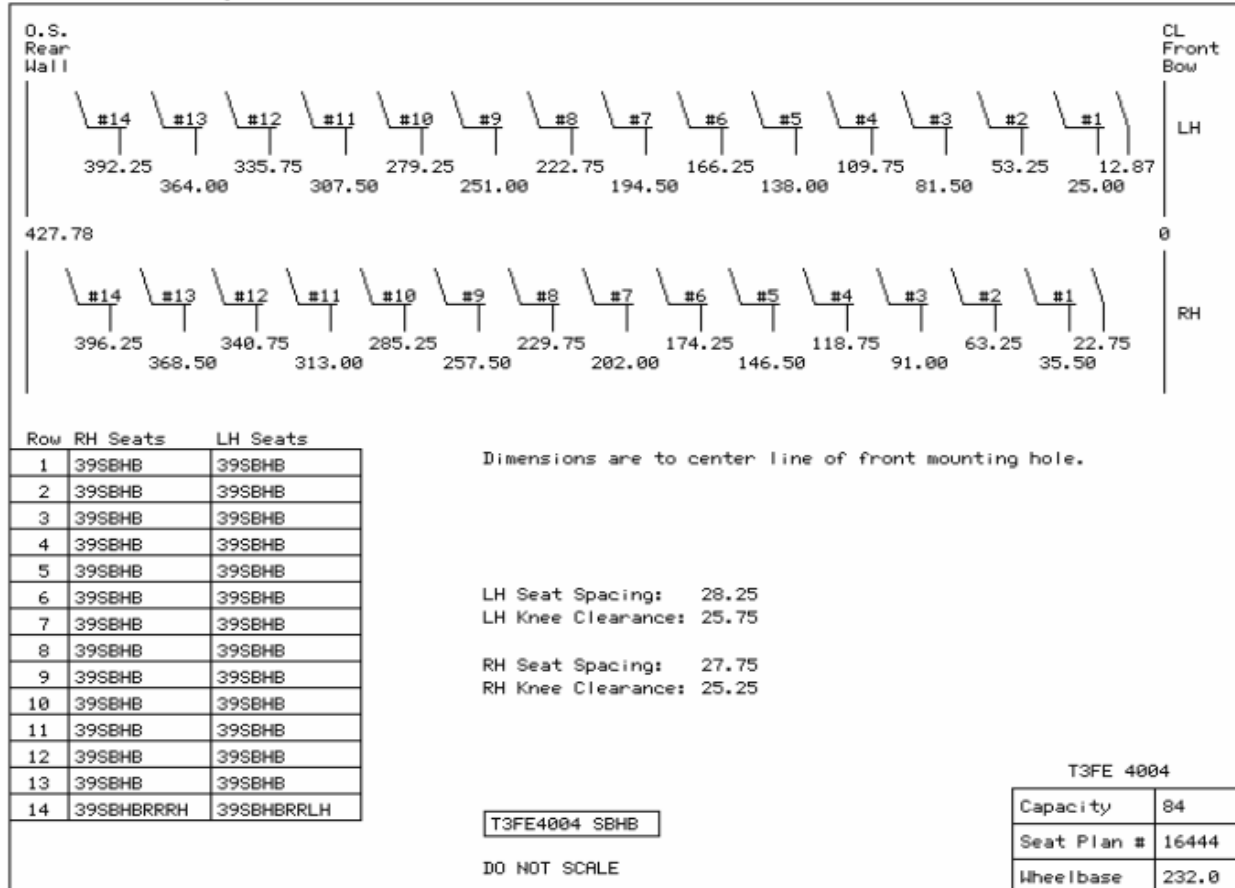 O.S.
Rear
Wall
CL
Front
Bow
#14 #13 #12 #11 #10 #9 #8 #7 #6 #5 #4 #3 #2 #1
LH
392.25 335.75 279.25 222.75 166.25 109.75 53.25 12.87
364.00 307.50 251.00 194.50 138.00 81.50 25.00
427.78 0
#14 #13 #12 #11 #10 #9 #8 #7 #6 #5 #4 #3 #2 #1
RH
396.25 340.75 285.25 229.75 174.25 118.75 63.25 22.75
368.50 313.00 257.50 202.00 146.50 91.00 35.50
Row RH Seats LH Seats
1 39SBHB 39SBHB
2 39SBHB 39SBHB
3 39SBHB 39SBHB
4 39SBHB 39SBHB
5 39SBHB 39SBHB
6 39SBHB 39SBHB
7 39SBHB 39SBHB
8 39SBHB 39SBHB
9 39SBHB 39SBHB
10 39SBHB 39SBHB
11 39SBHB 39SBHB
12 39SBHB 39SBHB
13 39SBHB 39SBHB
14 39SBHBRRRH 39SBHBRRLH
Dimensions are to center line of front mounting hole.
LH Seat Spacing: 28.25
LH Knee Clearance: 25.75
RH Seat Spacing: 27.75
RH Knee Clearance: 25.25
T3FE4004 SBHB
DO NOT SCALE
T3FE 4004
Capacity 84
Seat Plan # 16444
Wheelbase 232.0